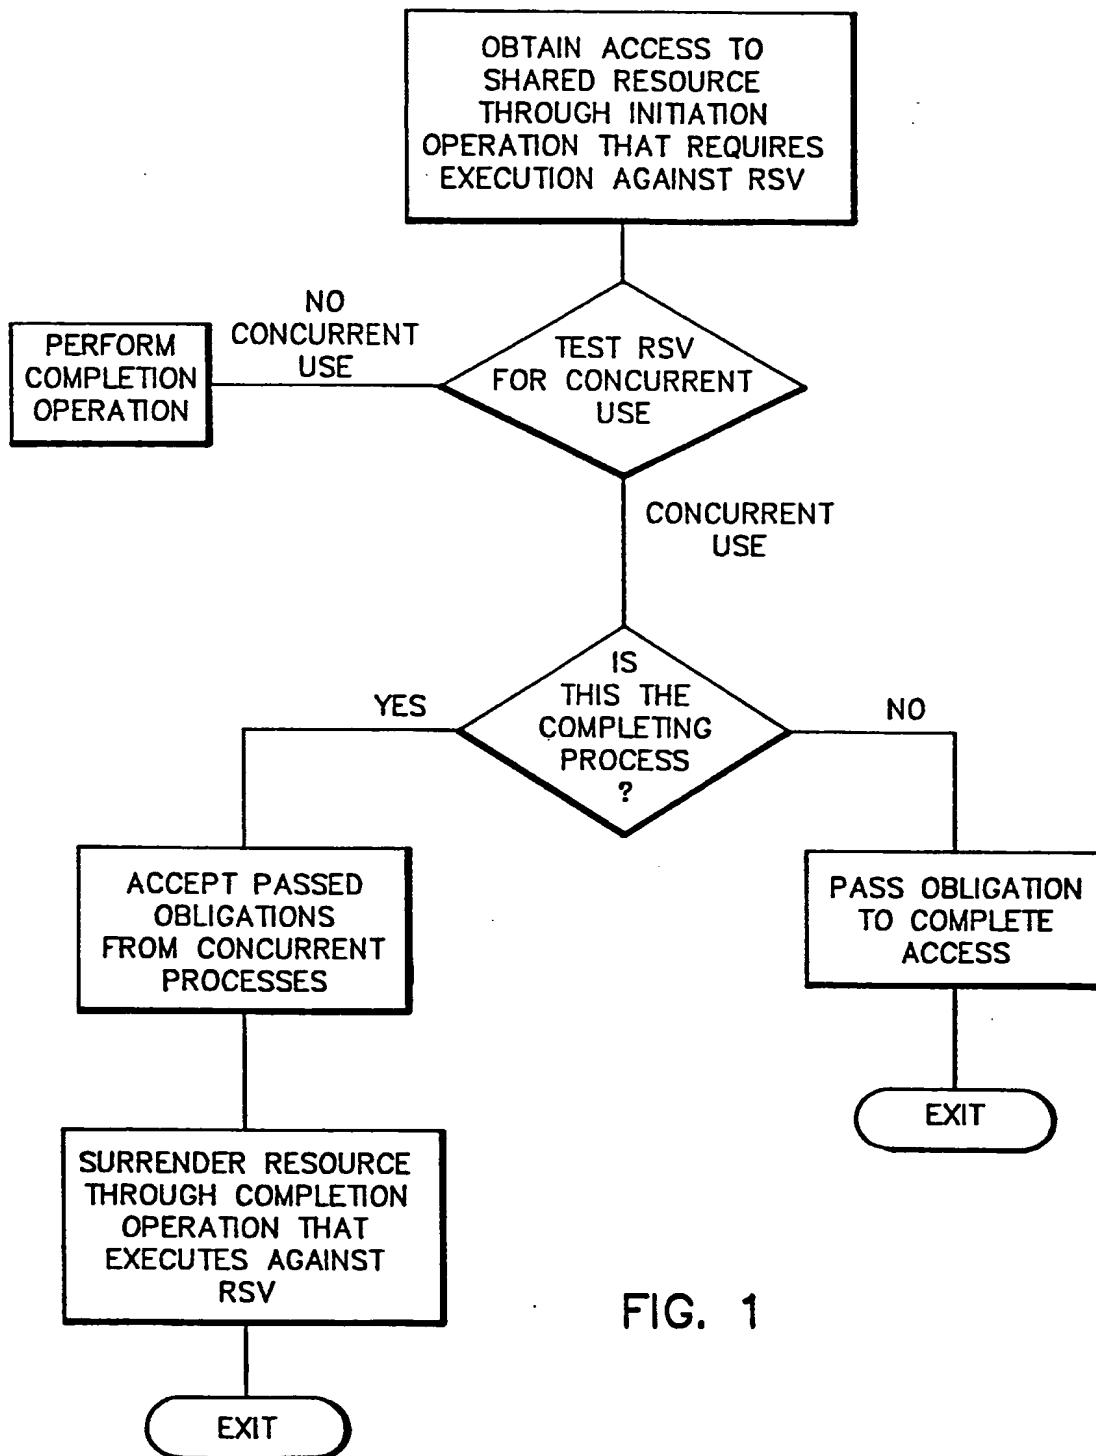 OBTAIN ACCESS TO
SHARED RESOURCE
THROUGH INITIATION
OPERATION THAT REQUIRES
EXECUTION AGAINST RSV
NO
CONCURRENT
USE
PERFORM
COMPLETION
OPERATION
TEST RSV
FOR CONCURRENT
USE
CONCURRENT
USE
IS
THIS THE
COMPLETING
PROCESS
?
YES
NO
ACCEPT PASSED
OBLIGATIONS
FROM CONCURRENT
PROCESSES
PASS OBLIGATION
TO COMPLETE
ACCESS
EXIT
SURRENDER RESOURCE
THROUGH COMPLETION
OPERATION THAT
EXECUTES AGAINST
RSV
EXIT
FIG. 1